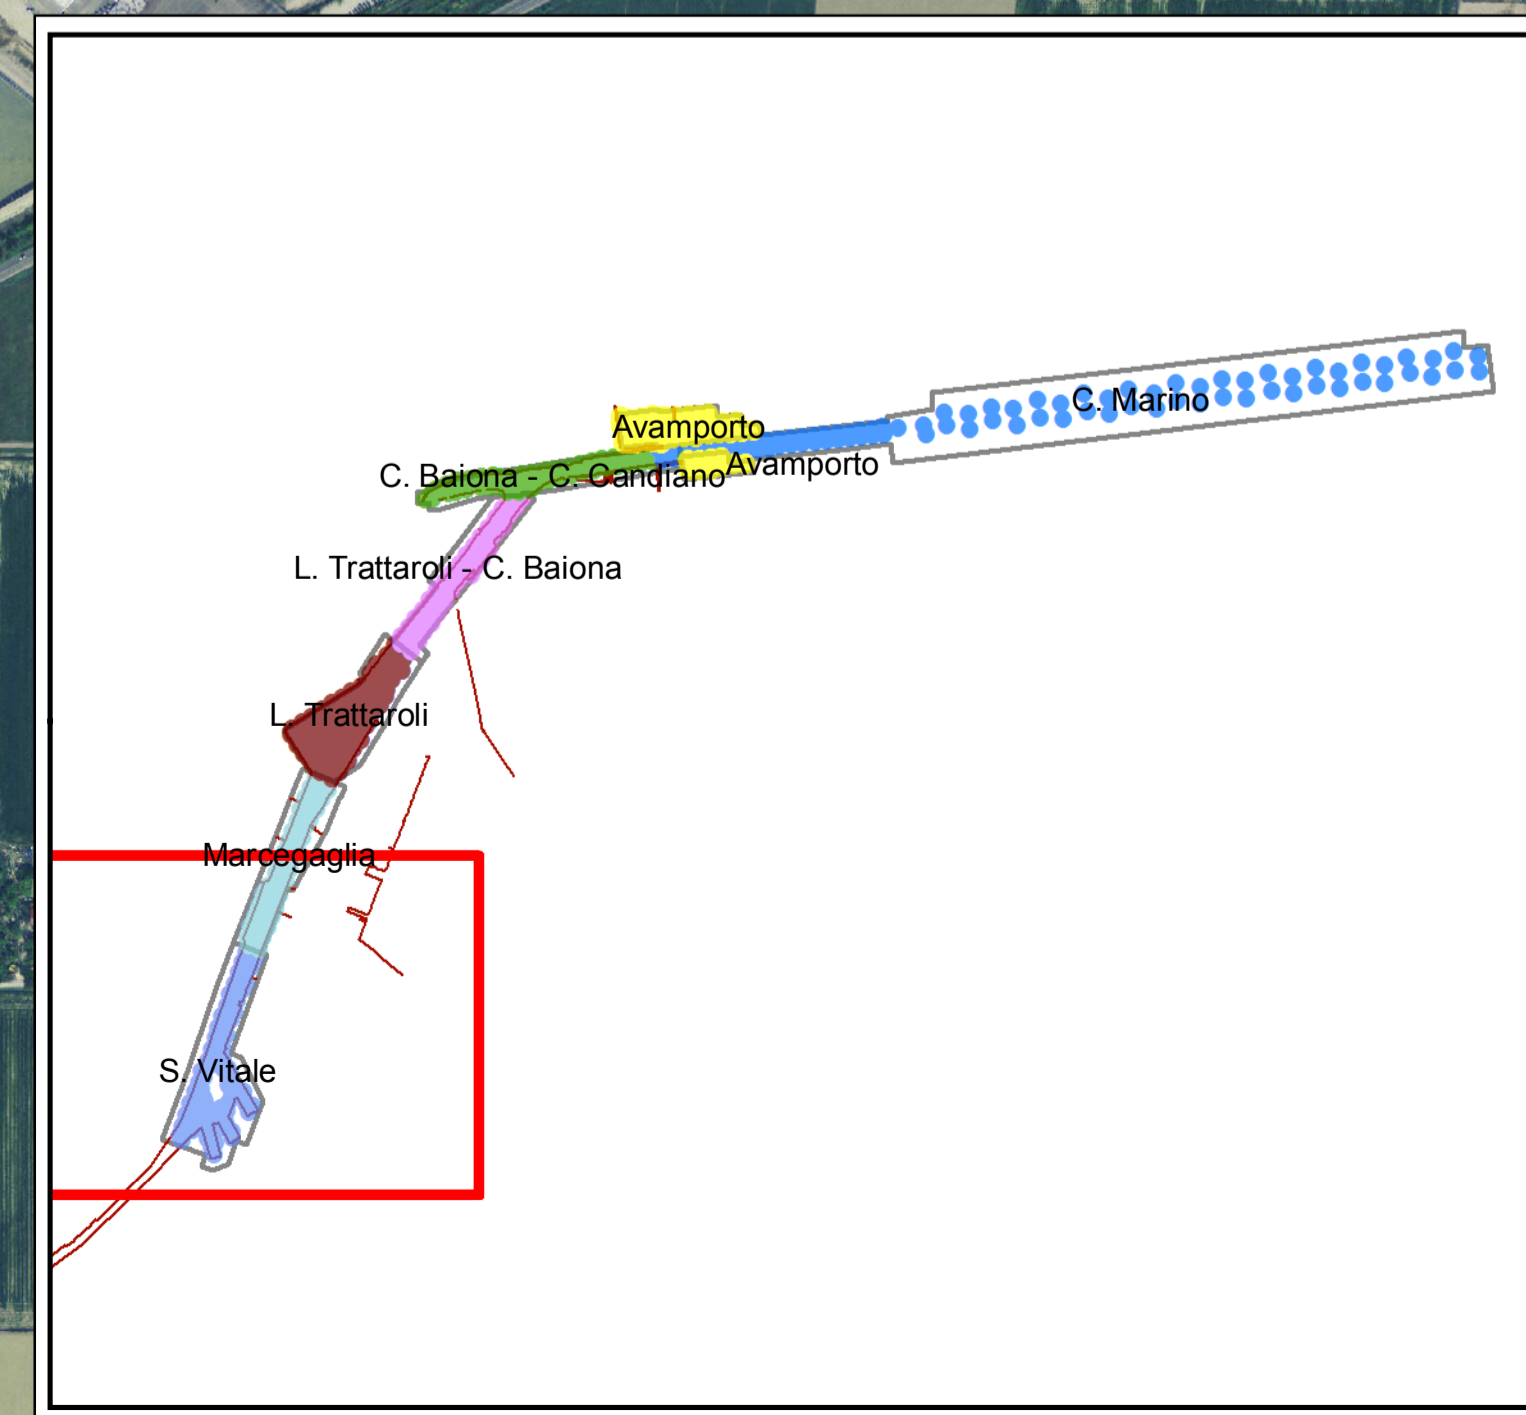 C. Marino
Avamporto
Avamporto
C. Baiona - C. Candiano
L. Trattaroli - C. Baiona
L. Trattaroli
Marcegaglia
S. Vitale